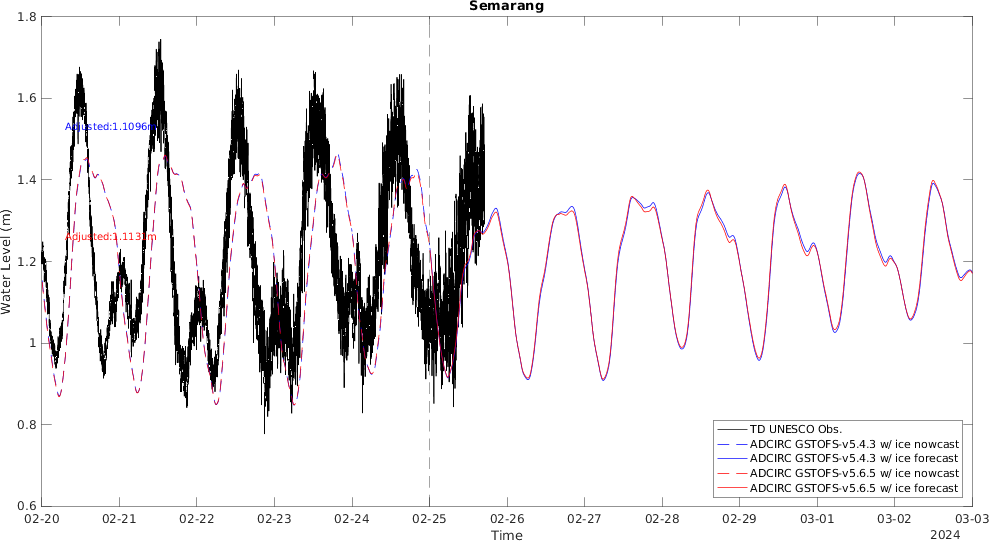 Semarang
1.8
1.6
1.4
1.2
1
0.8
0.6
Water Level (m)
Adjusted:1.1096m
Adjusted:1.1131m
TD UNESCO Obs.
ADCIRC GSTOFS-v5.4.3 w/ ice nowcast
ADCIRC GSTOFS-v5.4.3 w/ ice forecast
ADCIRC GSTOFS-v5.6.5 w/ ice nowcast
ADCIRC GSTOFS-v5.6.5 w/ ice forecast
02-20 02-21 02-22 02-23 02-24 02-25 02-26 02-27 02-28 02-29 03-01 03-02 03-03
Time
2024